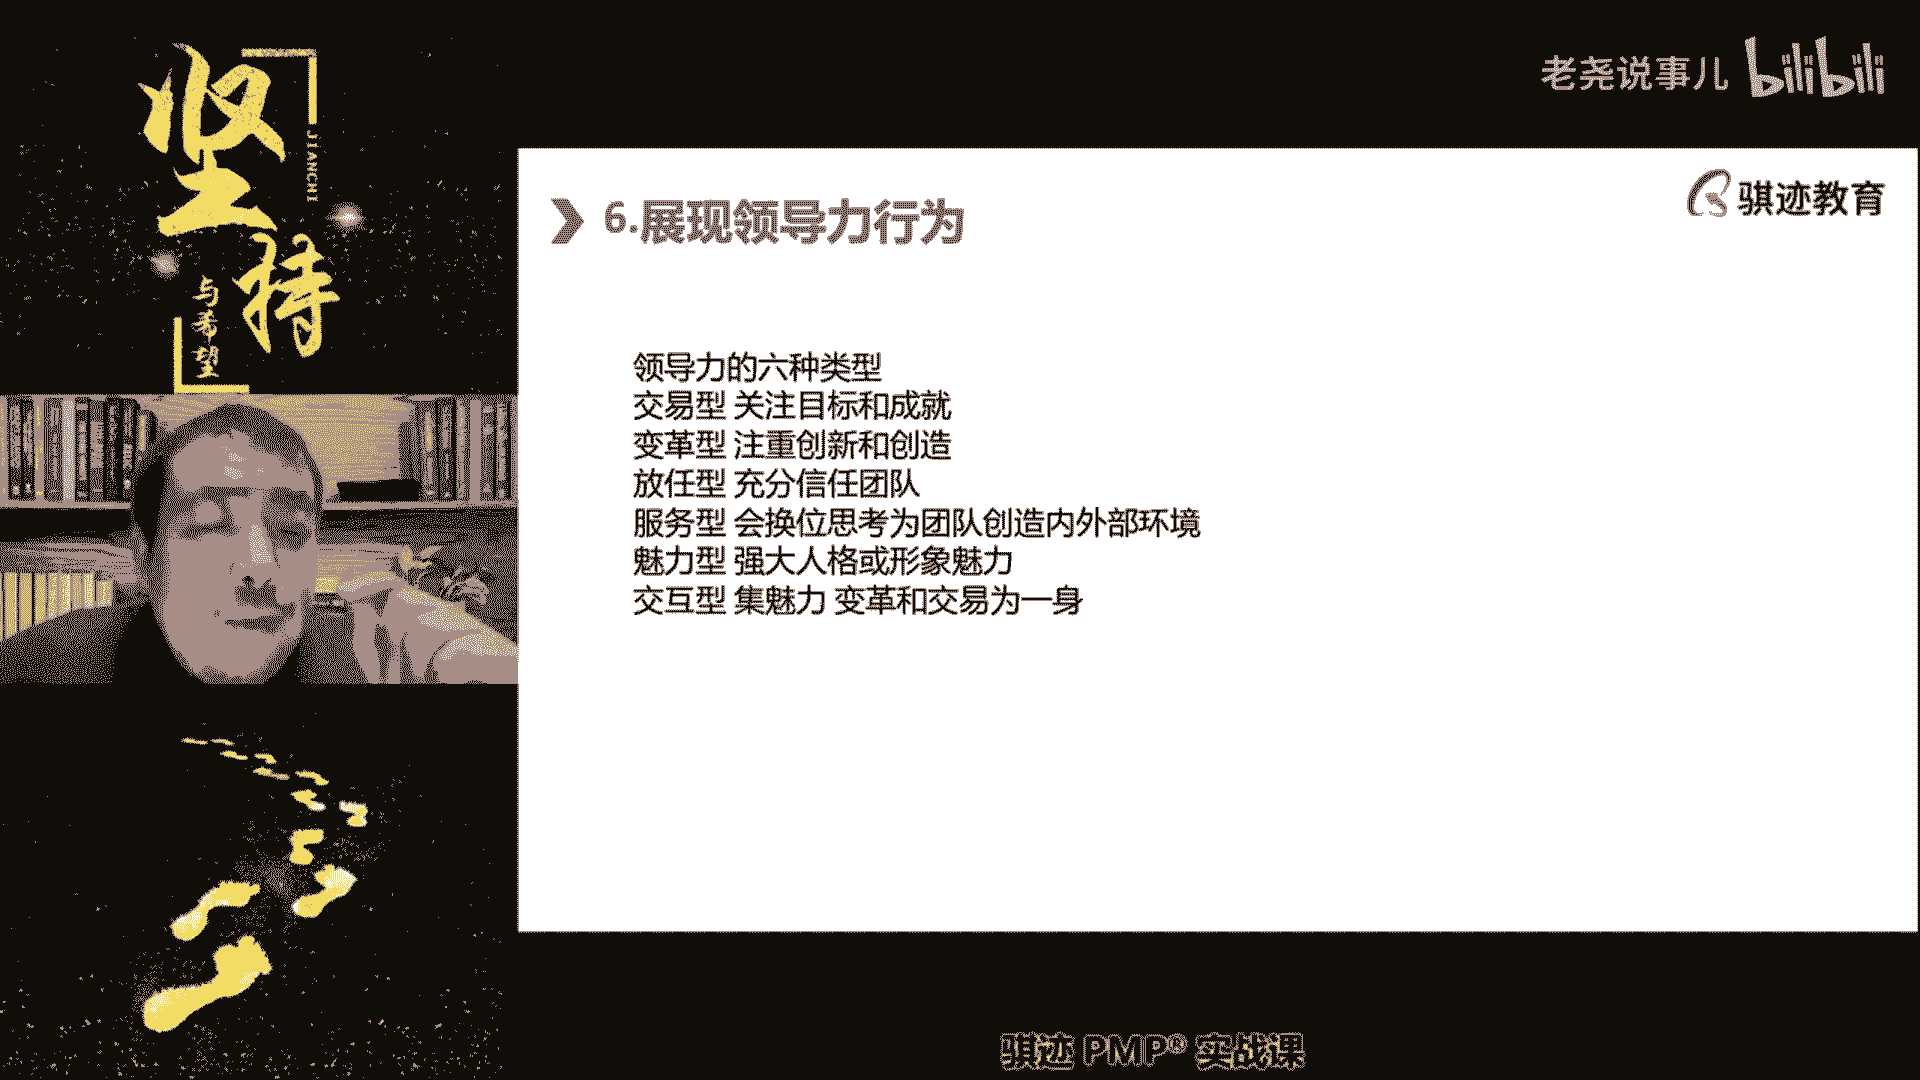 坚持
JIANCHI
与希望
老尧说事儿 bilibili
骐迹教育
6.展现领导力行为
领导力的六种类型
交易型 关注目标和成就
变革型 注重创新和创造
放任型 充分信任团队
服务型 会换位思考为团队创造内外部环境
魅力型 强大人格或形象魅力
交互型 集魅力 变革和交易为一身
骐迹 PMP® 实战课